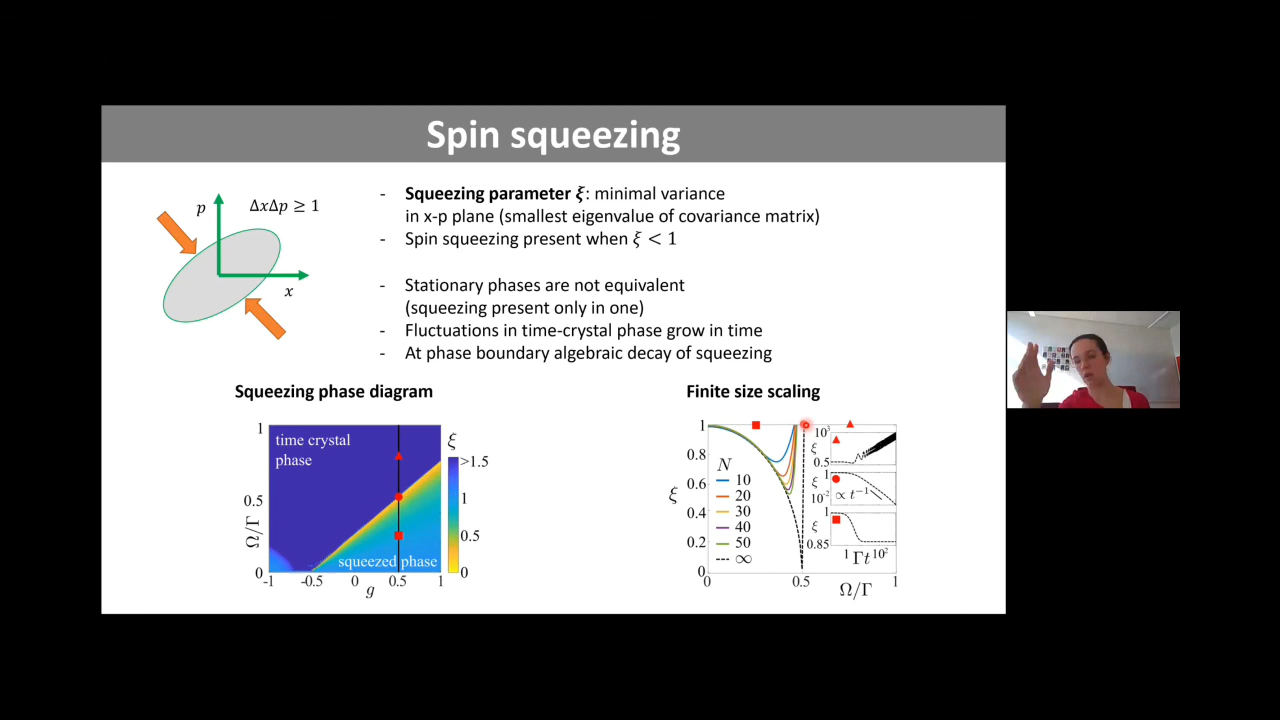 Spin squeezing
p
ΔxΔp ≥ 1
x
- Squeezing parameter ξ: minimal variance
in x-p plane (smallest eigenvalue of covariance matrix)
- Spin squeezing present when ξ < 1
- Stationary phases are not equivalent
(squeezing present only in one)
- Fluctuations in time-crystal phase grow in time
- At phase boundary algebraic decay of squeezing
Squeezing phase diagram
1
0.5
0
Ω/Γ
time crystal
phase
squeezed phase
-1 -0.5 0 0.5 1
g
ξ
>1.5
1
0.5
0
Finite size scaling
1
0.8
0.6
0.4
0.2
0
ξ
N
10
20
30
40
50
∞
0 0.5 1
Ω/Γ
10³
ξ
0.5
1
ξ
10⁻²
∝ t⁻¹
1
ξ
0.85
1 Γt 10²